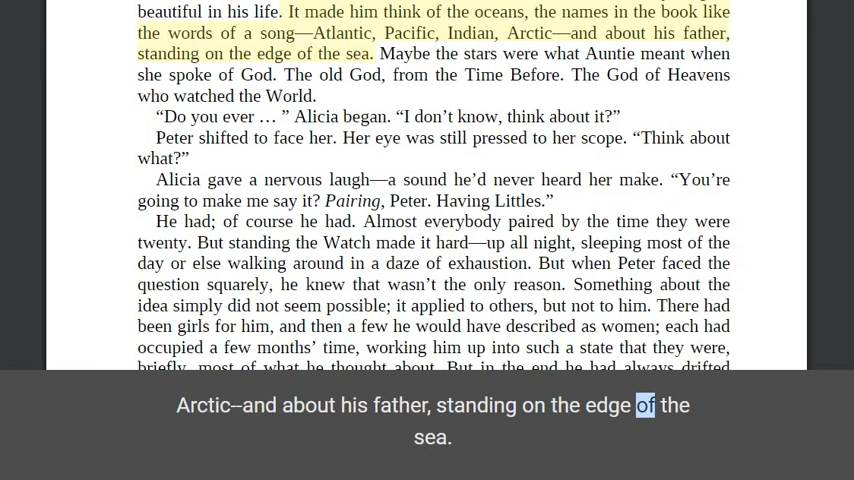 beautiful in his life. It made him think of the oceans, the names in the book like
the words of a song—Atlantic, Pacific, Indian, Arctic—and about his father,
standing on the edge of the sea. Maybe the stars were what Auntie meant when
she spoke of God. The old God, from the Time Before. The God of Heavens
who watched the World.
“Do you ever … ” Alicia began. “I don’t know, think about it?”
Peter shifted to face her. Her eye was still pressed to her scope. “Think about
what?”
Alicia gave a nervous laugh—a sound he’d never heard her make. “You’re
going to make me say it? Pairing, Peter. Having Littles.”
He had; of course he had. Almost everybody paired by the time they were
twenty. But standing the Watch made it hard—up all night, sleeping most of the
day or else walking around in a daze of exhaustion. But when Peter faced the
question squarely, he knew that wasn’t the only reason. Something about the
idea simply did not seem possible; it applied to others, but not to him. There had
been girls for him, and then a few he would have described as women; each had
occupied a few months’ time, working him up into such a state that they were,
briefly, most of what he thought about. But in the end he had always drifted
Arctic–and about his father, standing on the edge of the
sea.